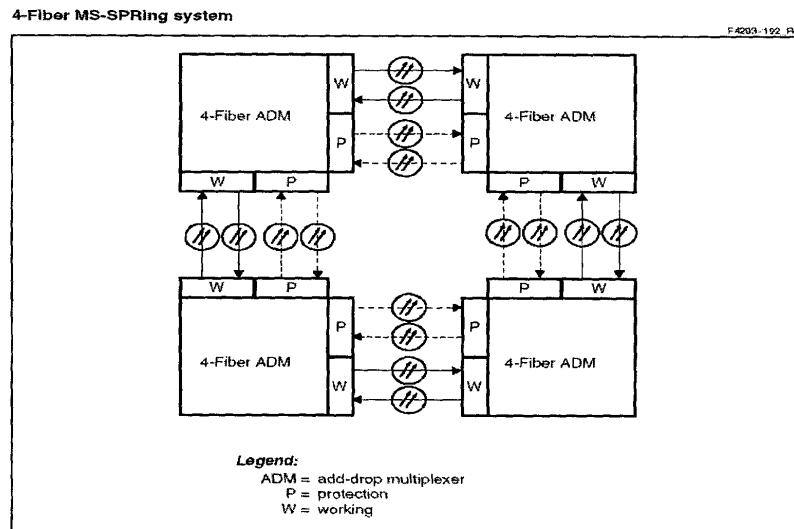 4-Fiber MS-SPRing system
F4203-192_R
W
W
4-Fiber ADM
4-Fiber ADM
P
P
W P
P W
W P
P W
P
P
4-Fiber ADM
4-Fiber ADM
W
W
Legend:
ADM = add-drop multiplexer
P = protection
W = working